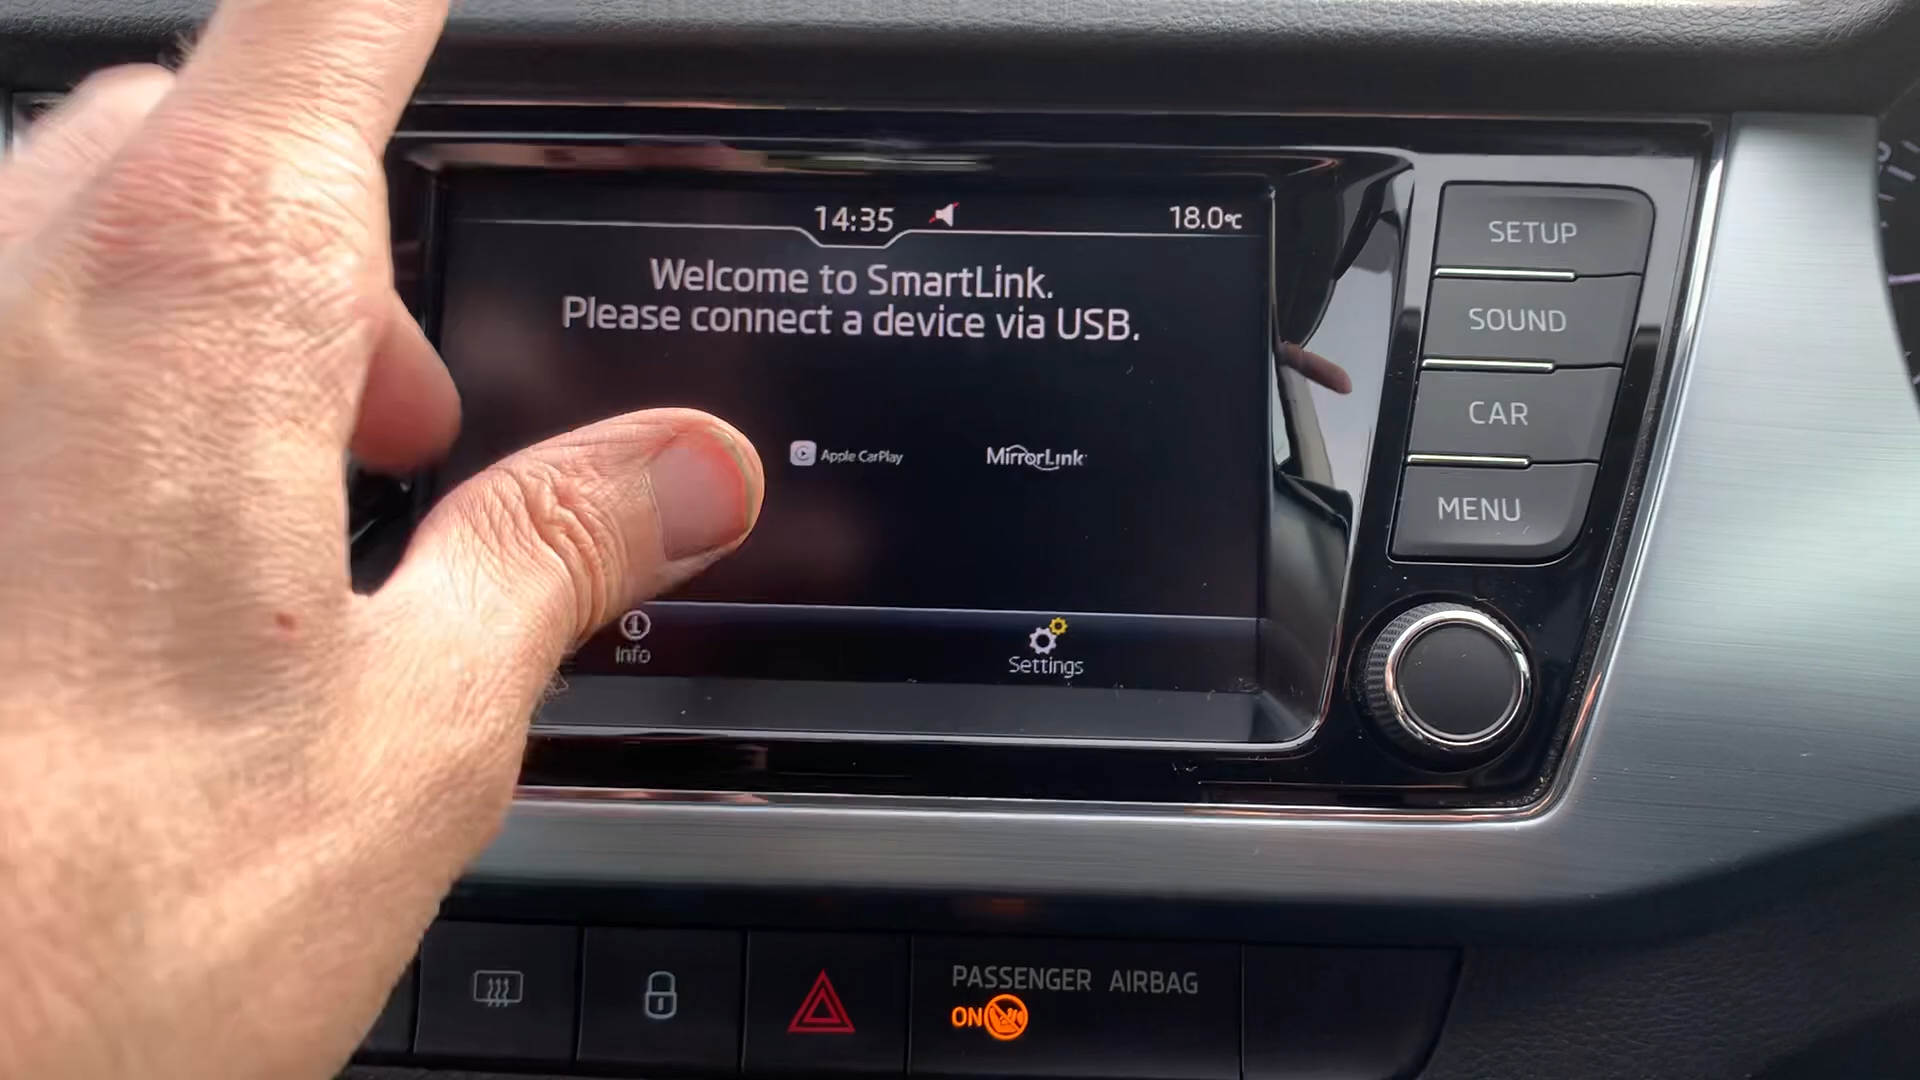 14:35
18.0°C
Welcome to SmartLink.
Please connect a device via USB.
Apple CarPlay
MirrorLink
Info
Settings
SETUP
SOUND
CAR
MENU
PASSENGER AIRBAG
ON